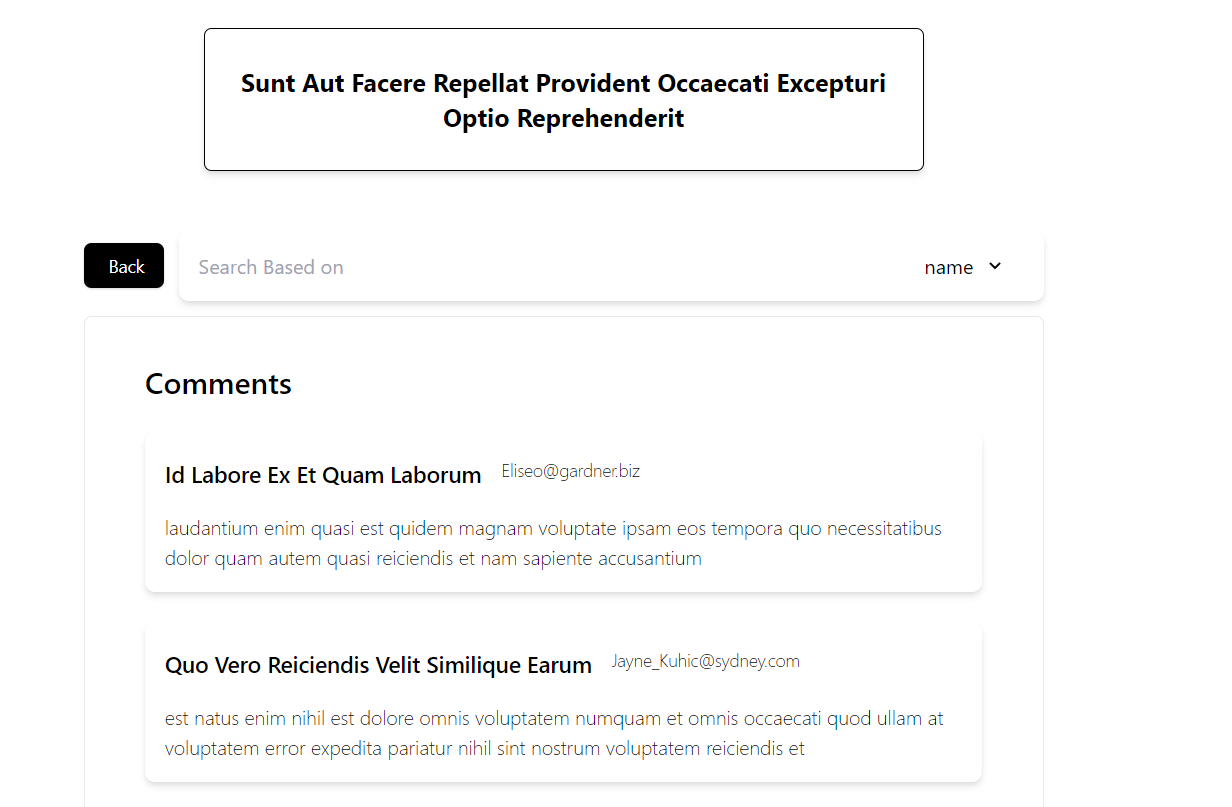 Sunt Aut Facere Repellat Provident Occaecati Excepturi
Optio Reprehenderit
Back
Search Based on
name
Comments
Id Labore Ex Et Quam Laborum
Eliseo@gardner.biz
laudantium enim quasi est quidem magnam voluptate ipsam eos tempora quo necessitatibus
dolor quam autem quasi reiciendis et nam sapiente accusantium
Quo Vero Reiciendis Velit Similique Earum
Jayne_Kuhic@sydney.com
est natus enim nihil est dolore omnis voluptatem numquam et omnis occaecati quod ullam at
voluptatem error expedita pariatur nihil sint nostrum voluptatem reiciendis et